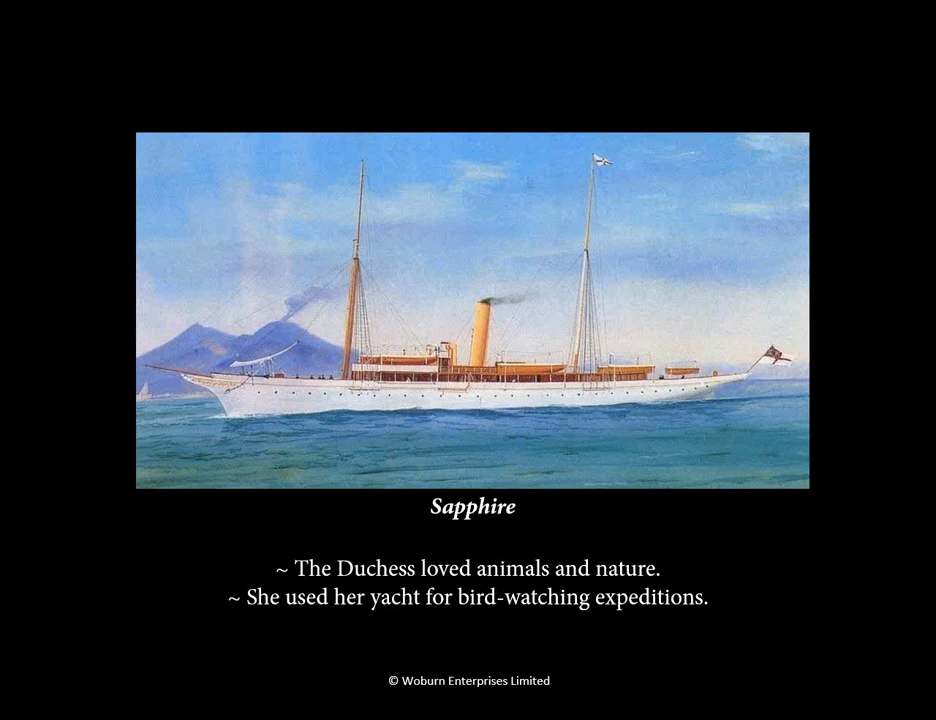 Sapphire
~ The Duchess loved animals and nature.
~ She used her yacht for bird-watching expeditions.
© Woburn Enterprises Limited